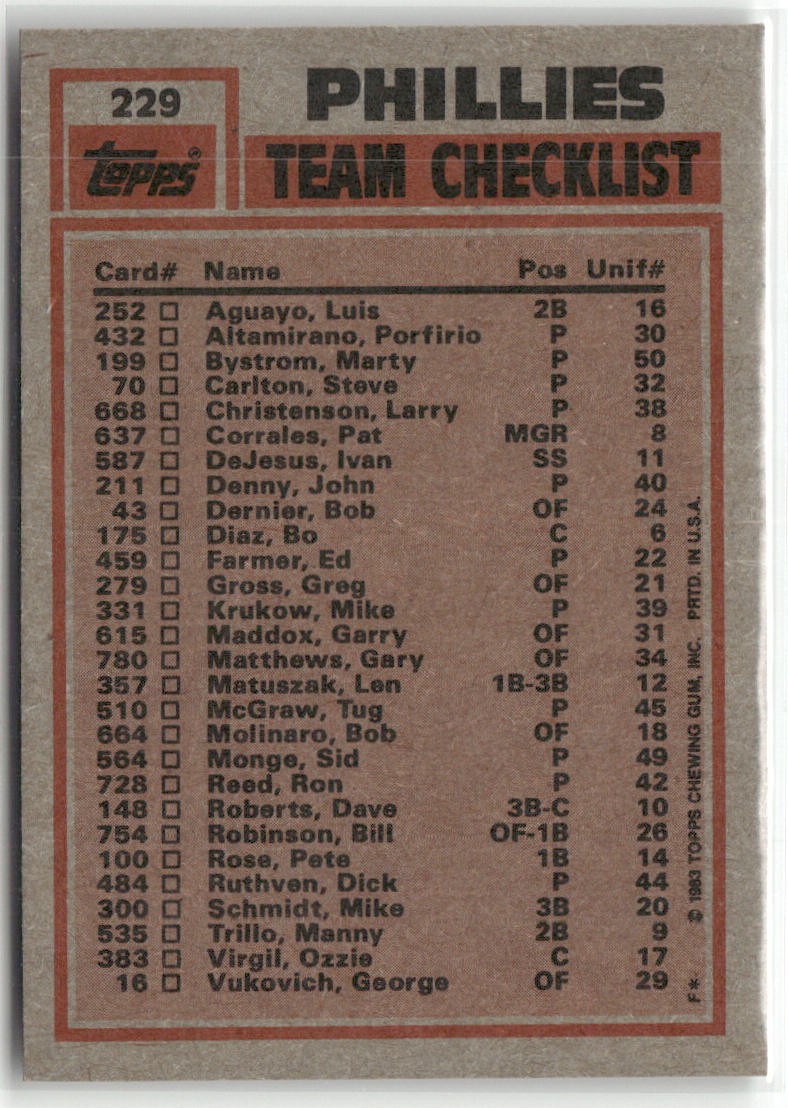 229
PHILLIES
TOPPS®
TEAM CHECKLIST
Card# Name Pos Unif#
252 □ Aguayo, Luis 2B 16
432 □ Altamirano, Porfirio P 30
199 □ Bystrom, Marty P 50
70 □ Carlton, Steve P 32
668 □ Christenson, Larry P 38
637 □ Corrales, Pat MGR 8
587 □ DeJesus, Ivan SS 11
211 □ Denny, John P 40
43 □ Dernier, Bob OF 24
175 □ Diaz, Bo C 6
459 □ Farmer, Ed P 22
279 □ Gross, Greg OF 21
331 □ Krukow, Mike P 39
615 □ Maddox, Garry OF 31
780 □ Matthews, Gary OF 34
357 □ Matuszak, Len 1B-3B 12
510 □ McGraw, Tug P 45
664 □ Molinaro, Bob OF 18
564 □ Monge, Sid P 49
728 □ Reed, Ron P 42
148 □ Roberts, Dave 3B-C 10
754 □ Robinson, Bill OF-1B 26
100 □ Rose, Pete 1B 14
484 □ Ruthven, Dick P 44
300 □ Schmidt, Mike 3B 20
535 □ Trillo, Manny 2B 9
383 □ Virgil, Ozzie C 17
16 □ Vukovich, George OF 29
F* © 1983 TOPPS CHEWING GUM, INC. PRTD. IN U.S.A.